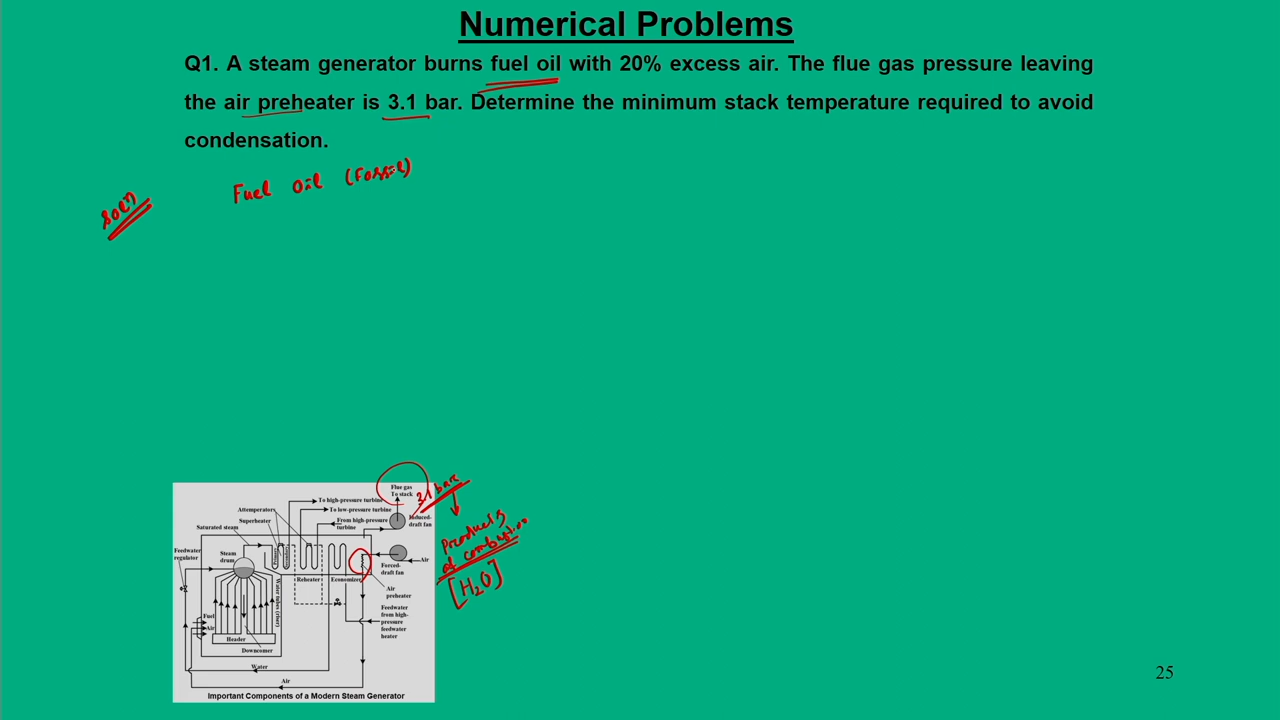 Numerical Problems
Q1. A steam generator burns fuel oil with 20% excess air. The flue gas pressure leaving
the air preheater is 3.1 bar. Determine the minimum stack temperature required to avoid
condensation.
Soln
Fuel Oil (Fossil)
Flue gas
To stack
3.1 bar
To high-pressure turbine
To low-pressure turbine
Attemperators
From high-pressure
turbine
Superheater
Saturated steam
Induced-
draft fan
Products
of combustion
[H2O]
Feedwater
regulator
Steam
drum
Air
Forced-
draft fan
Reheater
Economizer
Air
preheater
Water tubes (riser)
Fuel
Air
Feedwater
from high-
pressure
feedwater
heater
Header
Downcomer
Water
Air
Important Components of a Modern Steam Generator
25